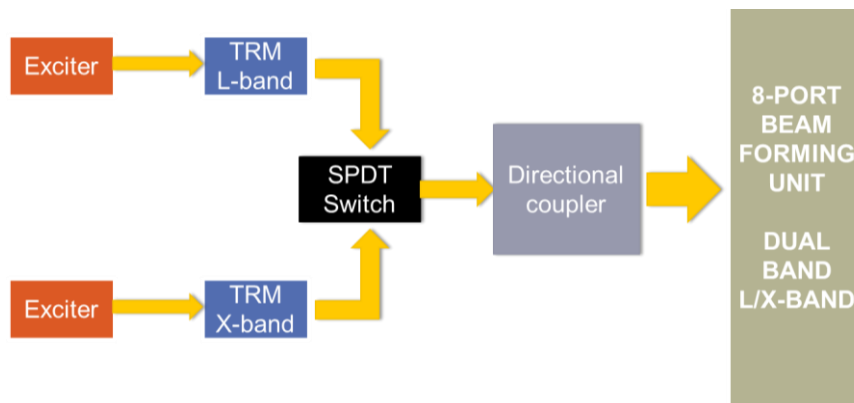 Exciter
TRM
L-band
SPDT
Switch
Directional
coupler
Exciter
TRM
X-band
8-PORT
BEAM
FORMING
UNIT
DUAL
BAND
L/X-BAND